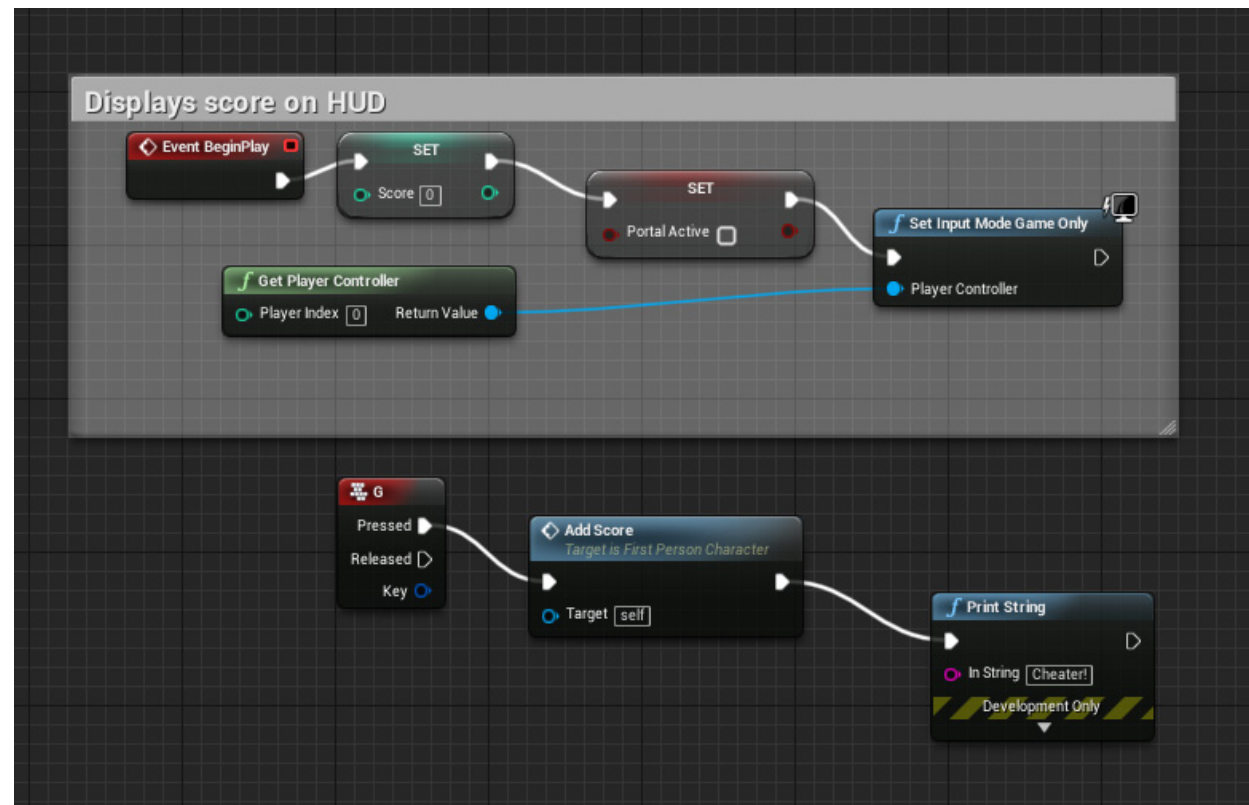 Displays score on HUD
Event BeginPlay
SET
Score 0
SET
Portal Active
Set Input Mode Game Only
Player Controller
Get Player Controller
Player Index 0 Return Value
G
Pressed
Released
Key
Add Score
Target is First Person Character
Target self
Print String
In String Cheater!
Development Only